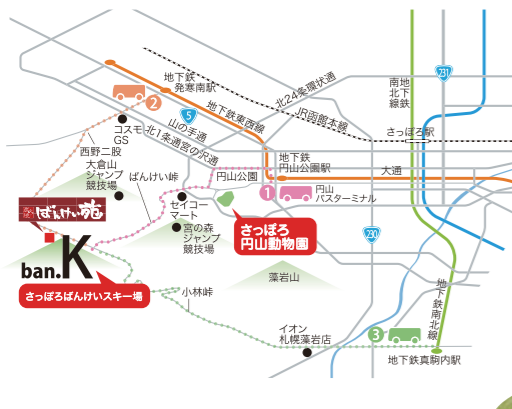 地下鉄
発寒南駅
2
5
北24条環状通
231
地下鉄
南北線
コスモ
GS
山の手通
地下鉄東西線
JR函館本線
北1条通宮の沢通
さっぽろ駅
西野二股
大倉山
ジャンプ
競技場
ばんけい峠
円山公園
地下鉄
円山公園駅
大通
1
円山
バスターミナル
セイコー
マート
宮の森
ジャンプ
競技場
さっぽろ
円山動物園
230
ban.K
さっぽろばんけいスキー場
藻岩山
小林峠
イオン
札幌藻岩店
3
地下鉄南北線
地下鉄真駒内駅